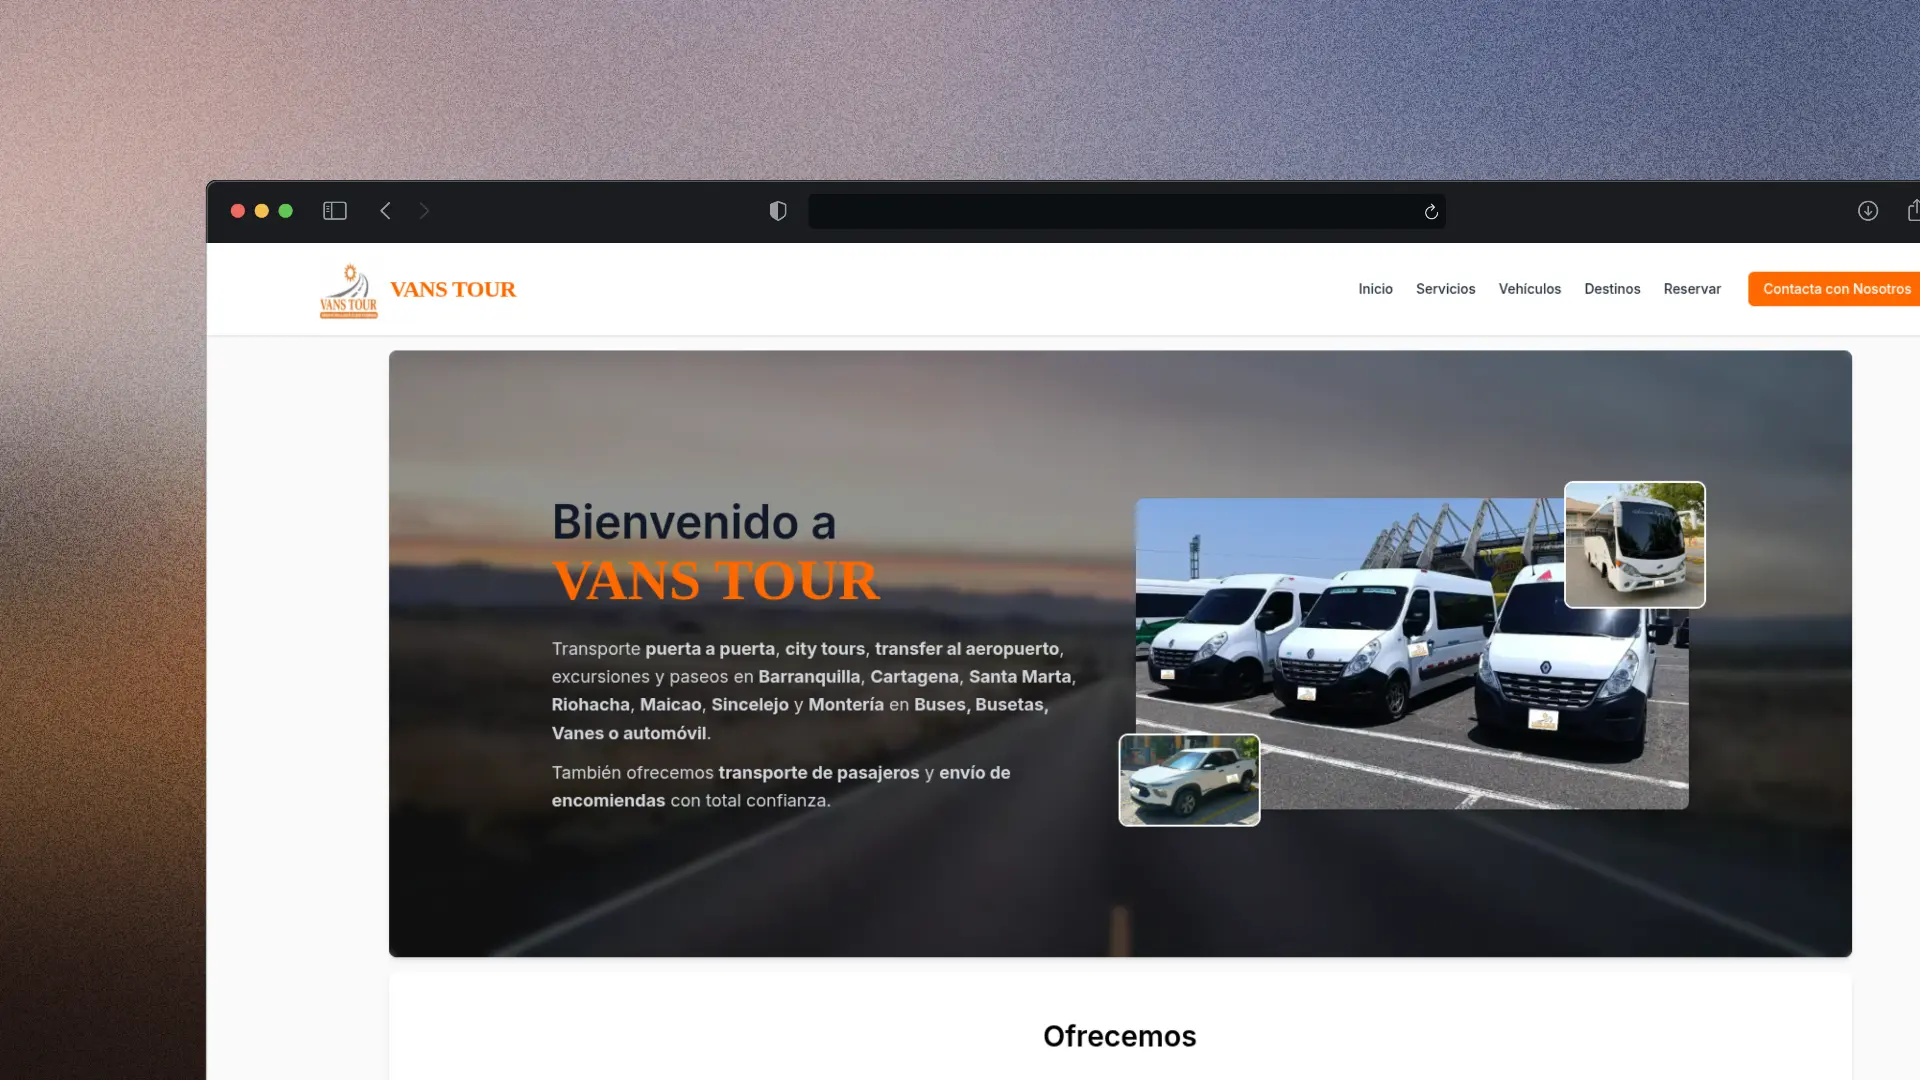 VANS TOUR
VANS TOUR
Inicio
Servicios
Vehículos
Destinos
Reservar
Contacta con Nosotros
Bienvenido a
VANS TOUR
Transporte puerta a puerta, city tours, transfer al aeropuerto,
excursiones y paseos en Barranquilla, Cartagena, Santa Marta,
Riohacha, Maicao, Sincelejo y Montería en Buses, Busetas,
Vanes o automóvil.
También ofrecemos transporte de pasajeros y envío de
encomiendas con total confianza.
Ofrecemos